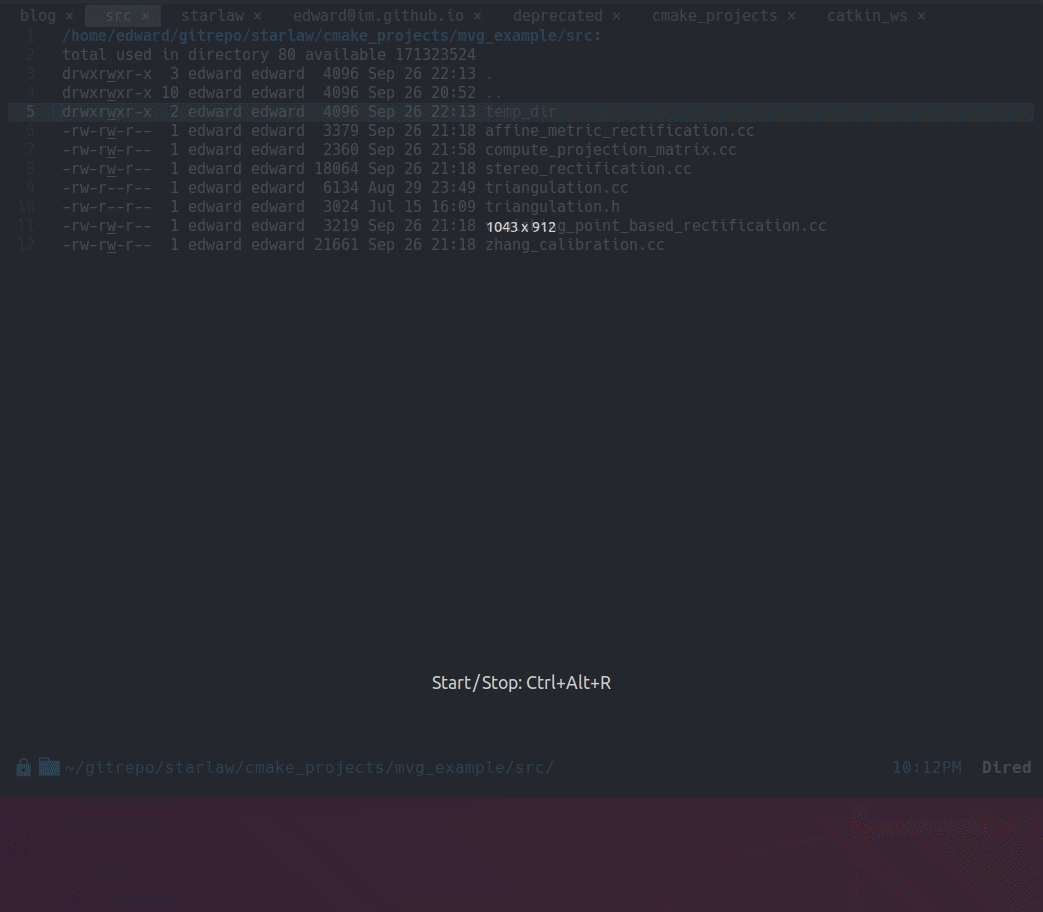 blog × src × starlaw × edward0im.github.io × deprecated × cmake_projects × catkin_ws ×
1 /home/edward/gitrepo/starlaw/cmake_projects/mvg_example/src:
2 total used in directory 80 available 171323524
3 drwxrwxr-x 3 edward edward 4096 Sep 26 22:13 .
4 drwxrwxr-x 10 edward edward 4096 Sep 26 20:52 ..
5 drwxrwxr-x 2 edward edward 4096 Sep 26 22:13 temp_dir
6 -rw-rw-r-- 1 edward edward 3379 Sep 26 21:18 affine_metric_rectification.cc
7 -rw-rw-r-- 1 edward edward 2360 Sep 26 21:58 compute_projection_matrix.cc
8 -rw-rw-r-- 1 edward edward 18064 Sep 26 21:18 stereo_rectification.cc
9 -rw-r--r-- 1 edward edward 6134 Aug 29 23:49 triangulation.cc
10 -rw-r--r-- 1 edward edward 3024 Jul 15 16:09 triangulation.h
11 -rw-rw-r-- 1 edward edward 3219 Sep 26 21:18 g_point_based_rectification.cc
1043 x 912
12 -rw-rw-r-- 1 edward edward 21661 Sep 26 21:18 zhang_calibration.cc
Start/Stop: Ctrl+Alt+R
~/gitrepo/starlaw/cmake_projects/mvg_example/src/ 10:12PM Dired